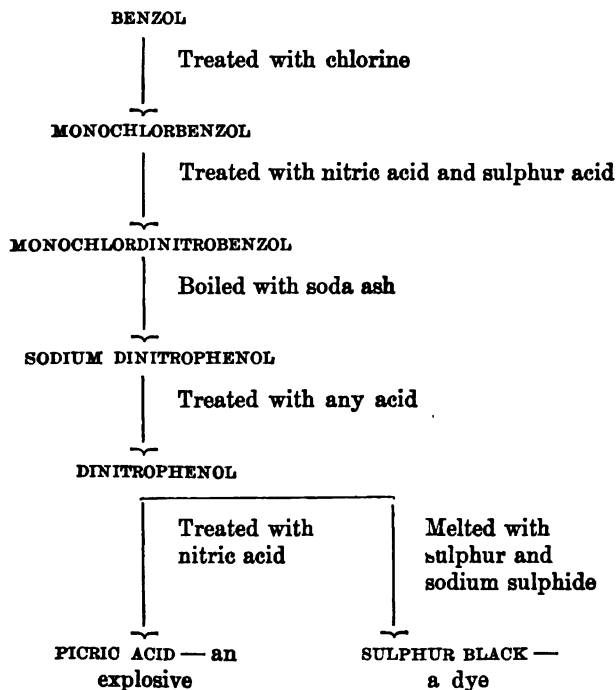 BENZOL
Treated with chlorine
MONOCHLORBENZOL
Treated with nitric acid and sulphur acid
MONOCHLORDINITROBENZOL
Boiled with soda ash
SODIUM DINITROPHENOL
Treated with any acid
DINITROPHENOL
Treated with
nitric acid
Melted with
sulphur and
sodium sulphide
PICRIC ACID — an
explosive
SULPHUR BLACK —
a dye